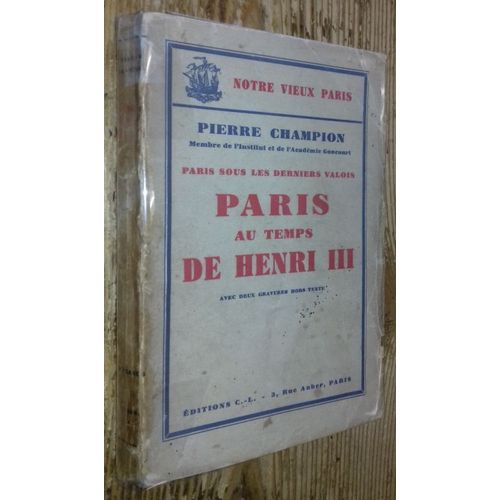 NOTRE VIEUX PARIS
PIERRE CHAMPION
Membre de l'Institut et de l'Académie Goncourt
PARIS SOUS LES DERNIERS VALOIS
PARIS
AU TEMPS
DE HENRI III
AVEC DEUX GRAVURES HORS-TEXTE
ÉDITIONS C.-L. - 3, Rue Auber, PARIS